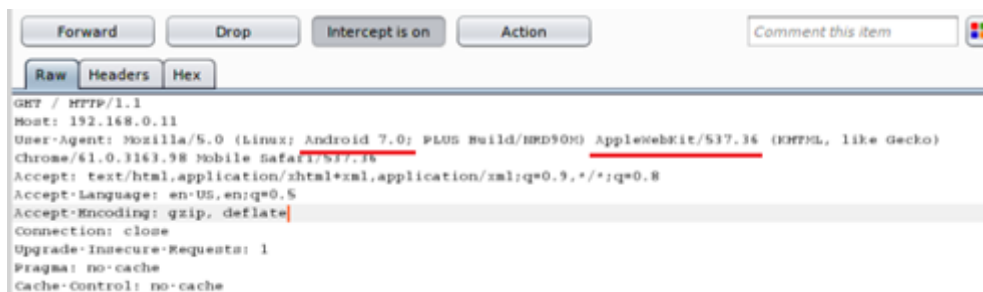 Forward Drop Intercept is on Action Comment this item
Raw Headers Hex
GET / HTTP/1.1
Host: 192.168.0.11
User-Agent: Mozilla/5.0 (Linux; Android 7.0; PLUS Build/NRD90M) AppleWebKit/537.36 (KHTML, like Gecko)
Chrome/61.0.3163.98 Mobile Safari/537.36
Accept: text/html,application/xhtml+xml,application/xml;q=0.9,*/*;q=0.8
Accept-Language: en-US,en;q=0.5
Accept-Encoding: gzip, deflate
Connection: close
Upgrade-Insecure-Requests: 1
Pragma: no-cache
Cache-Control: no-cache